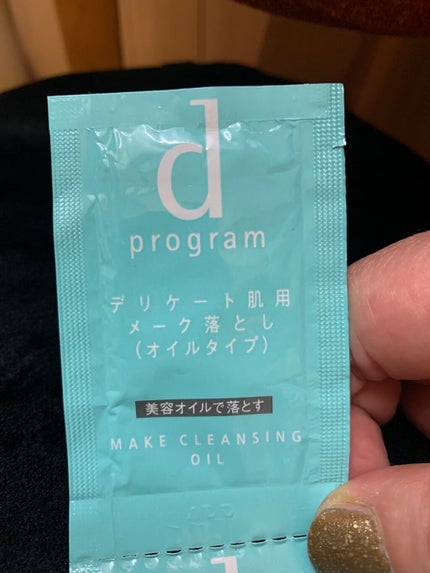 d
program
デリケート肌用
メーク落とし
(オイルタイプ)
美容オイルで落とす
MAKE CLEANSING
OIL